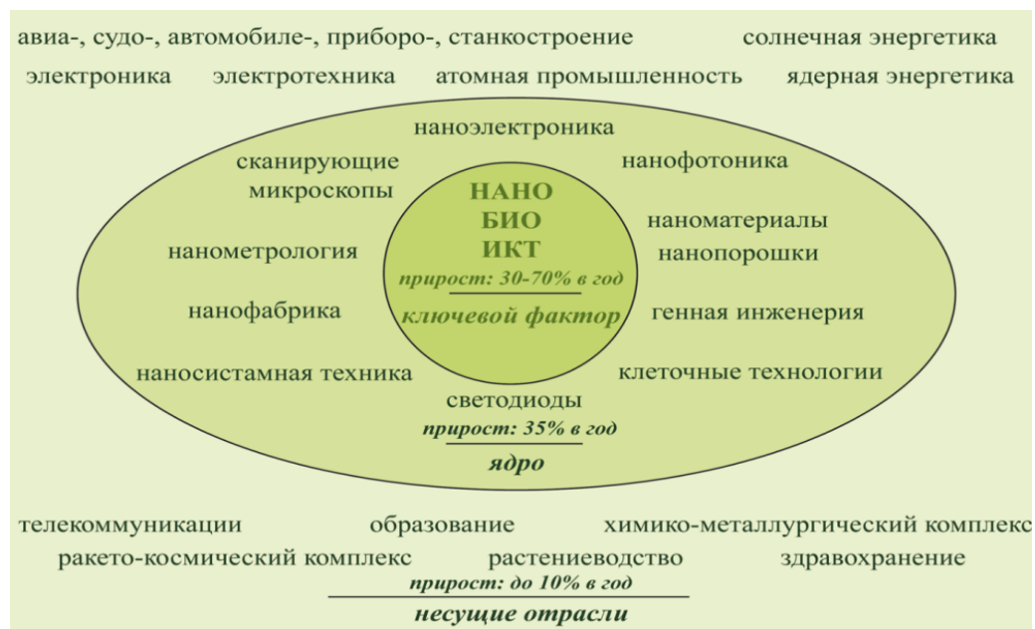 авиа-, судо-, автомобиле-, приборо-, станкостроение солнечная энергетика
электроника электротехника атомная промышленность ядерная энергетика
наноэлектроника
сканирующие
микроскопы
нанофотоника
НАНО
БИО
ИКТ
прирост: 30-70% в год
ключевой фактор
наноматериалы
нанопорошки
нанометрология
нанофабрика
генная инженерия
наносистамная техника
клеточные технологии
светодиоды
прирост: 35% в год
ядро
телекоммуникации образование химико-металлургический комплекс
ракето-космический комплекс растениеводство здравохранение
прирост: до 10% в год
несущие отрасли